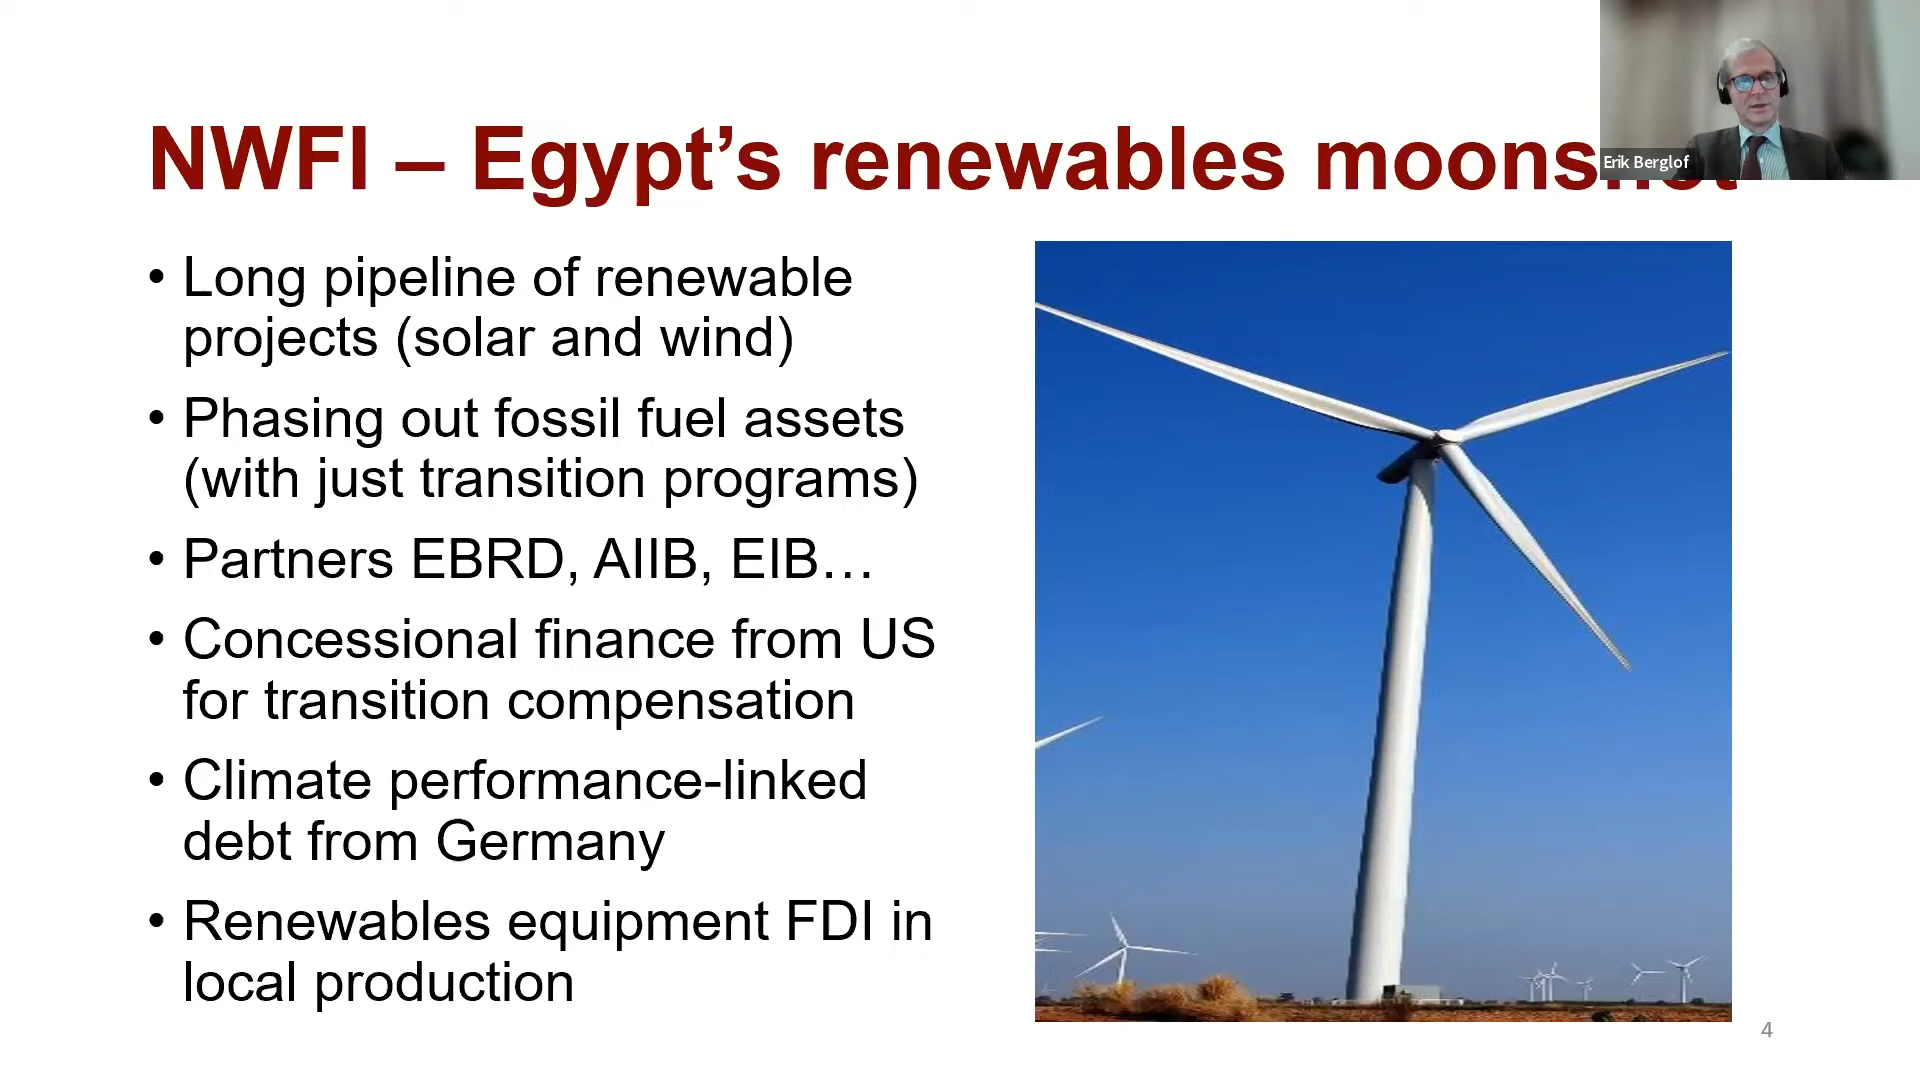 NWFI – Egypt’s renewables moonshot
Erik Berglof
• Long pipeline of renewable
projects (solar and wind)
• Phasing out fossil fuel assets
(with just transition programs)
• Partners EBRD, AIIB, EIB…
• Concessional finance from US
for transition compensation
• Climate performance-linked
debt from Germany
• Renewables equipment FDI in
local production
4